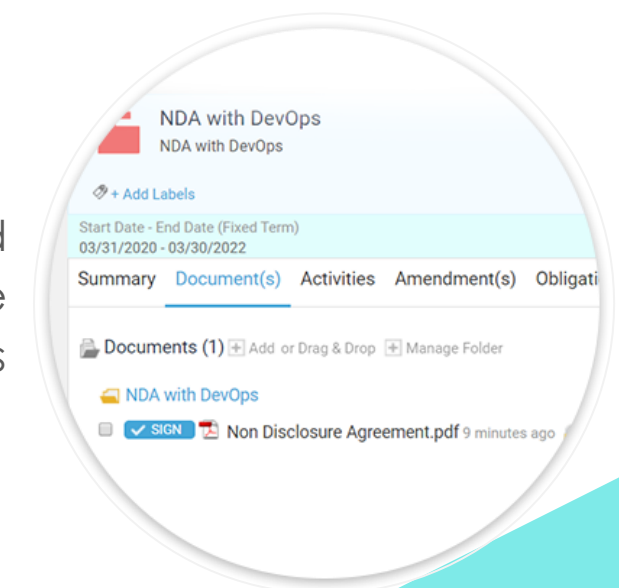 NDA with DevOps
NDA with DevOps
+ Add Labels
Start Date - End Date (Fixed Term)
03/31/2020 - 03/30/2022
Summary Document(s) Activities Amendment(s)
Documents (1) + Add or Drag & Drop + Manage Folder
NDA with DevOps
SIGN Non Disclosure Agreement.pdf 9 minutes ago